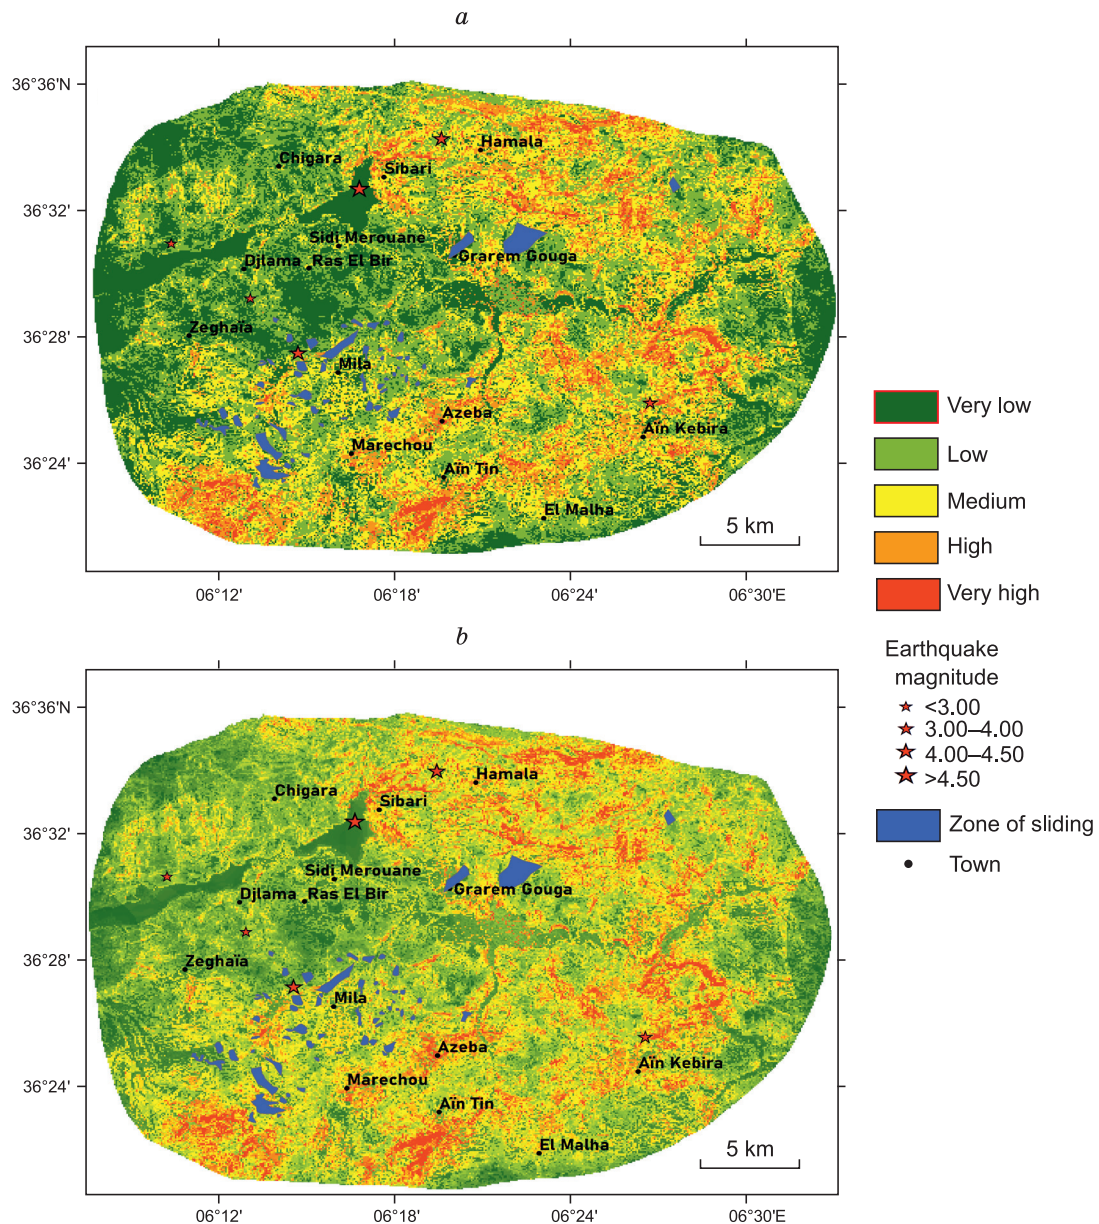 a
36°36'N
36°32'
36°28'
36°24'
Hamala
Chigara
Sibari
Sidi Merouane
Grarem Gouga
Djlama
Ras El Bir
Zeghaïa
Mila
Azeba
Aïn Kebira
Marechou
Aïn Tin
El Malha
5 km
06°12'
06°18'
06°24'
06°30'E
Very low
Low
Medium
High
Very high
Earthquake
magnitude
<3.00
3.00–4.00
4.00–4.50
>4.50
Zone of sliding
Town
b
36°36'N
36°32'
36°28'
36°24'
Hamala
Chigara
Sibari
Sidi Merouane
Grarem Gouga
Djlama
Ras El Bir
Zeghaïa
Mila
Azeba
Aïn Kebira
Marechou
Aïn Tin
El Malha
5 km
06°12'
06°18'
06°24'
06°30'E